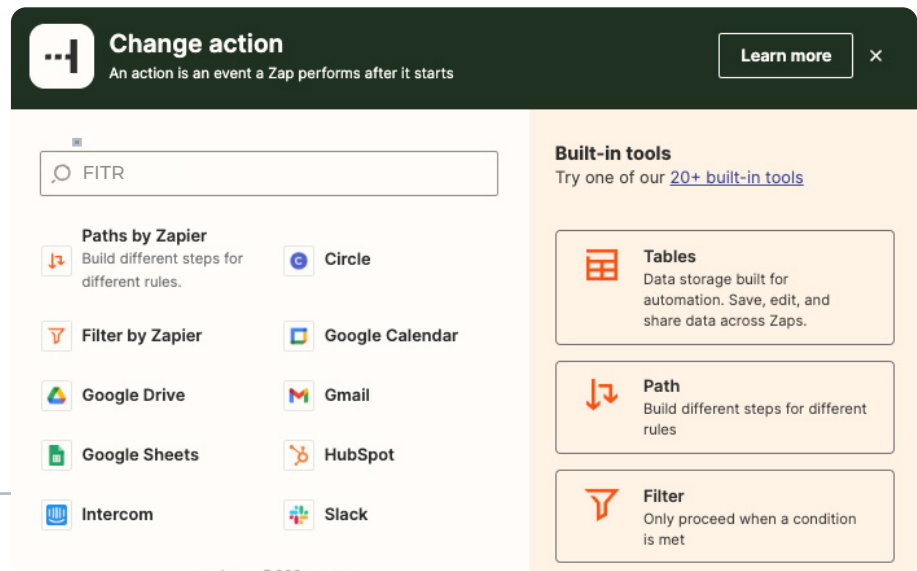 Change action
An action is an event a Zap performs after it starts
Learn more
FITR
Paths by Zapier
Build different steps for
different rules.
Circle
Filter by Zapier
Google Calendar
Google Drive
Gmail
Google Sheets
HubSpot
Intercom
Slack
Built-in tools
Try one of our 20+ built-in tools
Tables
Data storage built for
automation. Save, edit, and
share data across Zaps.
Path
Build different steps for different
rules
Filter
Only proceed when a condition
is met